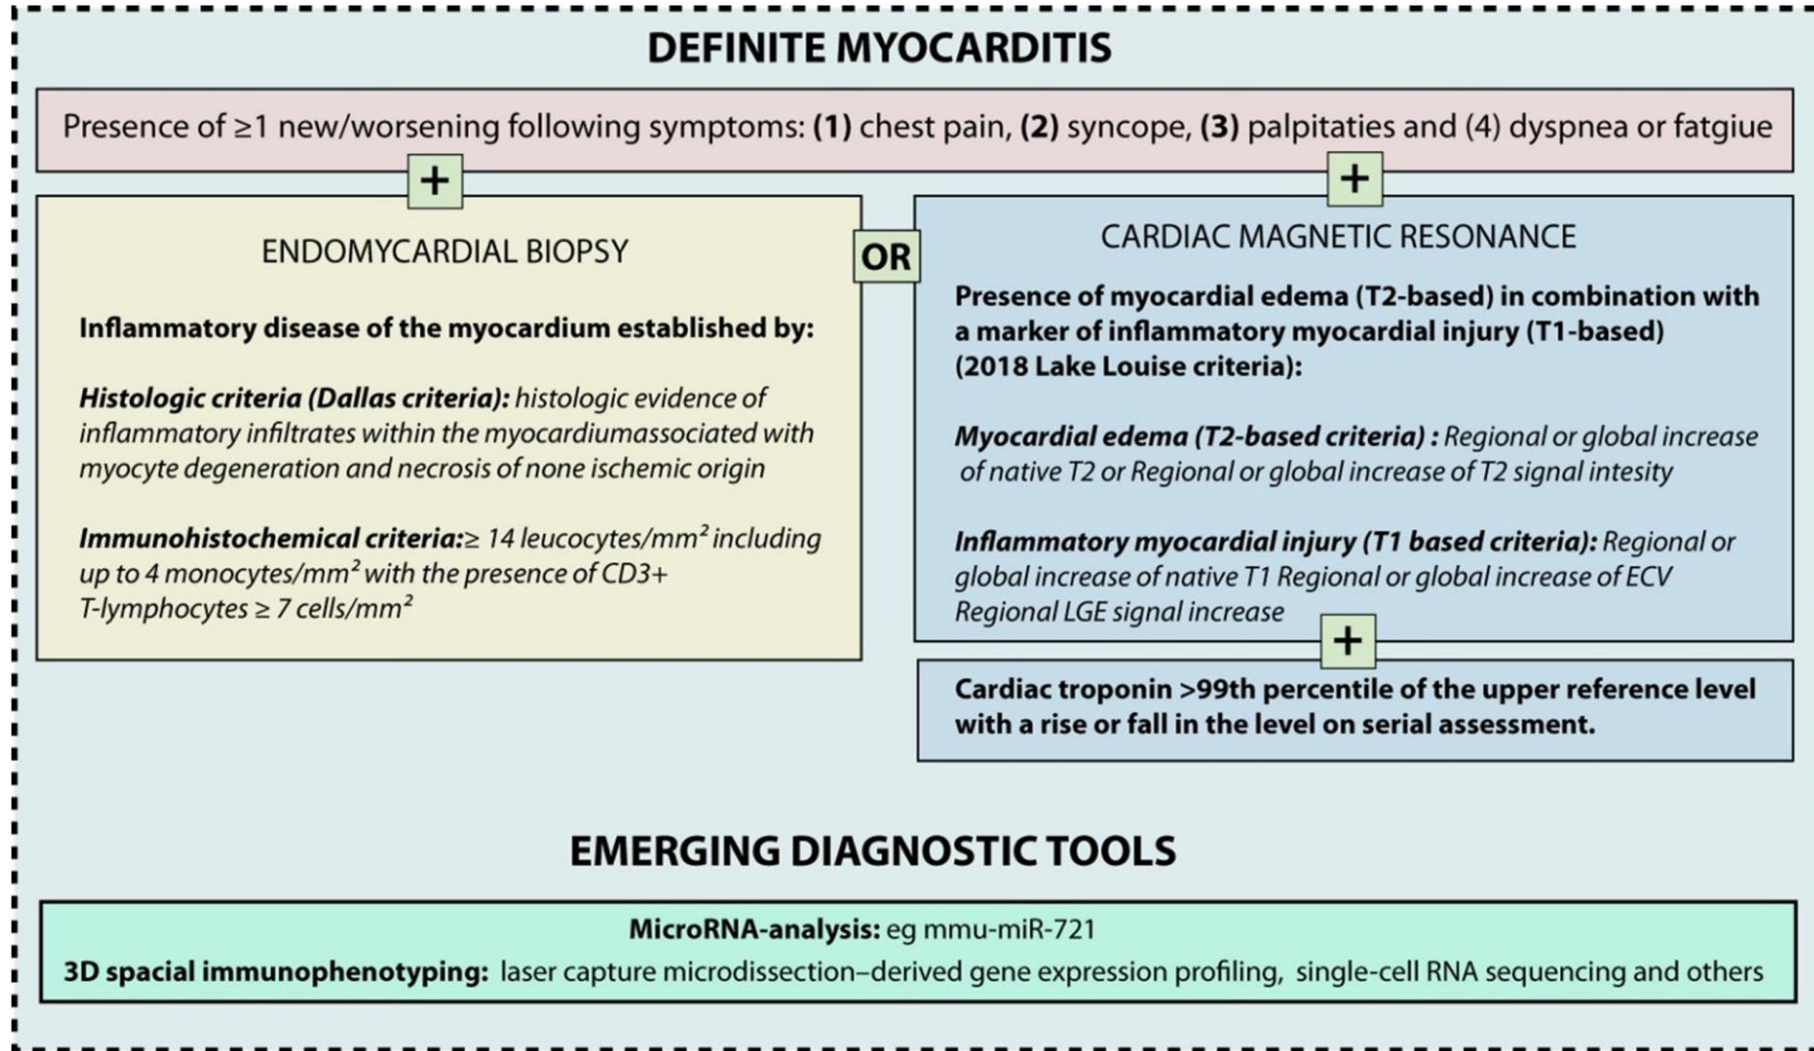 DEFINITE MYOCARDITIS
Presence of ≥1 new/worsening following symptoms: (1) chest pain, (2) syncope, (3) palpitaties and (4) dyspnea or fatgiue
+
+
ENDOMYCARDIAL BIOPSY
Inflammatory disease of the myocardium established by:
Histologic criteria (Dallas criteria): histologic evidence of
inflammatory infiltrates within the myocardiumassociated with
myocyte degeneration and necrosis of none ischemic origin
Immunohistochemical criteria:≥ 14 leucocytes/mm² including
up to 4 monocytes/mm² with the presence of CD3+
T-lymphocytes ≥ 7 cells/mm²
OR
CARDIAC MAGNETIC RESONANCE
Presence of myocardial edema (T2-based) in combination with
a marker of inflammatory myocardial injury (T1-based)
(2018 Lake Louise criteria):
Myocardial edema (T2-based criteria) : Regional or global increase
of native T2 or Regional or global increase of T2 signal intesity
Inflammatory myocardial injury (T1 based criteria): Regional or
global increase of native T1 Regional or global increase of ECV
Regional LGE signal increase
+
Cardiac troponin >99th percentile of the upper reference level
with a rise or fall in the level on serial assessment.
EMERGING DIAGNOSTIC TOOLS
MicroRNA-analysis: eg mmu-miR-721
3D spacial immunophenotyping: laser capture microdissection–derived gene expression profiling, single-cell RNA sequencing and others